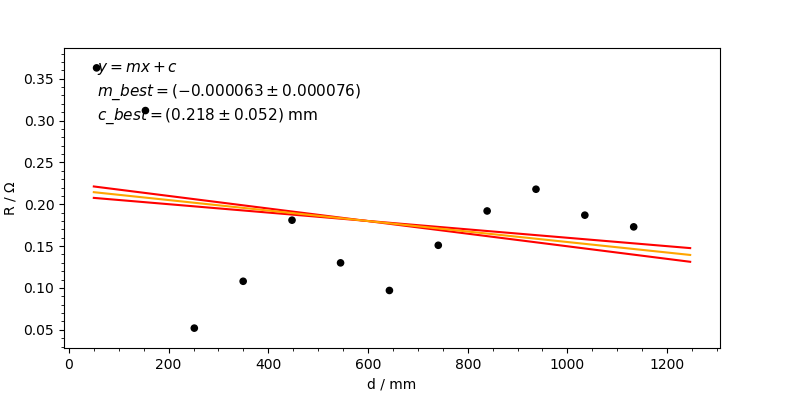 y = mx + c
m_best = (−0.000063 ± 0.000076)
c_best = (0.218 ± 0.052) mm
R / Ω
0.35
0.30
0.25
0.20
0.15
0.10
0.05
0 200 400 600 800 1000 1200
d / mm